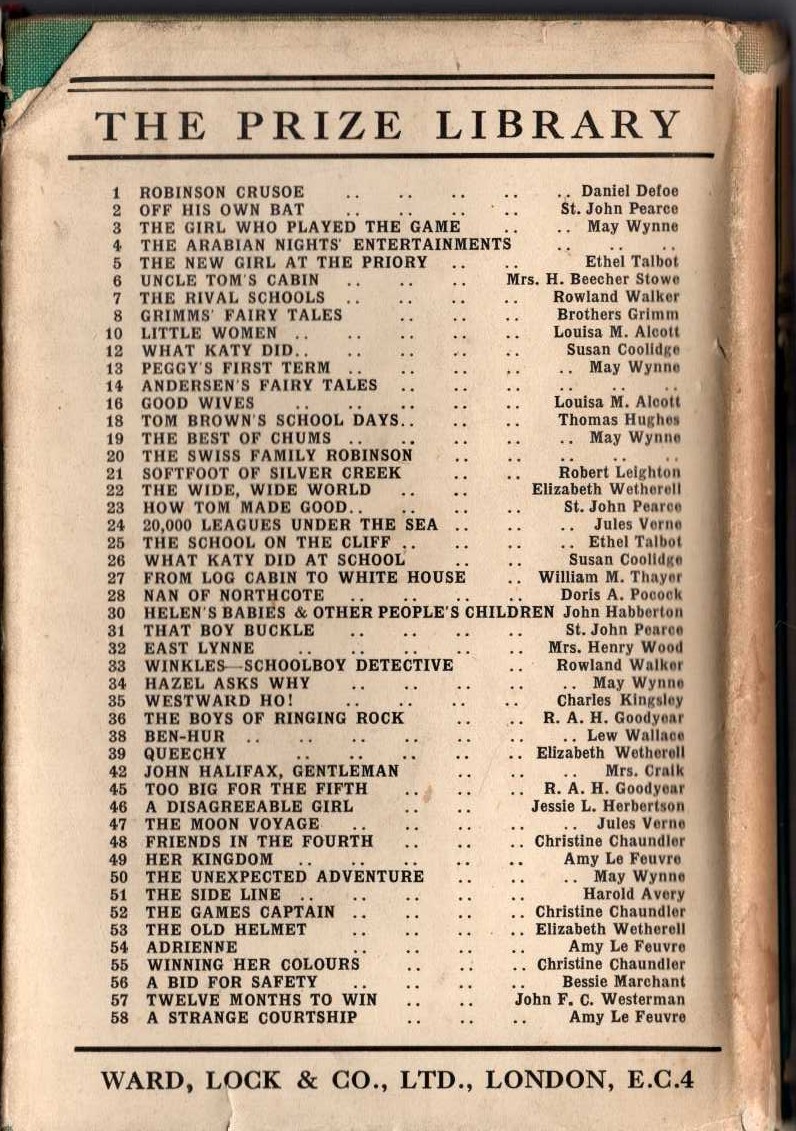 THE PRIZE LIBRARY
1 ROBINSON CRUSOE .. .. .. .. .. Daniel Defoe
2 OFF HIS OWN BAT .. .. .. .. St. John Pearce
3 THE GIRL WHO PLAYED THE GAME .. .. May Wynne
4 THE ARABIAN NIGHTS' ENTERTAINMENTS .. .. ..
5 THE NEW GIRL AT THE PRIORY .. .. Ethel Talbot
6 UNCLE TOM'S CABIN .. .. .. Mrs. H. Beecher Stowe
7 THE RIVAL SCHOOLS .. .. .. .. Rowland Walker
8 GRIMMS' FAIRY TALES .. .. .. Brothers Grimm
10 LITTLE WOMEN .. .. .. .. .. Louisa M. Alcott
12 WHAT KATY DID.. .. .. .. .. Susan Coolidge
13 PEGGY'S FIRST TERM .. .. .. .. .. May Wynne
14 ANDERSEN'S FAIRY TALES .. .. .. .. .. ..
16 GOOD WIVES .. .. .. .. .. Louisa M. Alcott
18 TOM BROWN'S SCHOOL DAYS.. .. .. Thomas Hughes
19 THE BEST OF CHUMS .. .. .. .. .. May Wynne
20 THE SWISS FAMILY ROBINSON .. .. .. .. ..
21 SOFTFOOT OF SILVER CREEK .. .. Robert Leighton
22 THE WIDE, WIDE WORLD .. .. Elizabeth Wetherell
23 HOW TOM MADE GOOD.. .. .. .. St. John Pearce
24 20,000 LEAGUES UNDER THE SEA .. .. .. Jules Verne
25 THE SCHOOL ON THE CLIFF .. .. .. .. Ethel Talbot
26 WHAT KATY DID AT SCHOOL .. .. Susan Coolidge
27 FROM LOG CABIN TO WHITE HOUSE .. William M. Thayer
28 NAN OF NORTHCOTE .. .. .. .. Doris A. Pocock
30 HELEN'S BABIES & OTHER PEOPLE'S CHILDREN John Habberton
31 THAT BOY BUCKLE .. .. .. .. St. John Pearce
32 EAST LYNNE .. .. .. .. .. Mrs. Henry Wood
33 WINKLES—SCHOOLBOY DETECTIVE .. Rowland Walker
34 HAZEL ASKS WHY .. .. .. .. .. May Wynne
35 WESTWARD HO! .. .. .. .. Charles Kingsley
36 THE BOYS OF RINGING ROCK .. .. R. A. H. Goodyear
38 BEN-HUR .. .. .. .. .. .. .. Lew Wallace
39 QUEECHY .. .. .. .. .. Elizabeth Wetherell
42 JOHN HALIFAX, GENTLEMAN .. .. .. Mrs. Craik
45 TOO BIG FOR THE FIFTH .. .. .. R. A. H. Goodyear
46 A DISAGREEABLE GIRL .. .. Jessie L. Herbertson
47 THE MOON VOYAGE .. .. .. .. .. Jules Verne
48 FRIENDS IN THE FOURTH .. .. .. Christine Chaundler
49 HER KINGDOM .. .. .. .. .. Amy Le Feuvre
50 THE UNEXPECTED ADVENTURE .. .. .. May Wynne
51 THE SIDE LINE .. .. .. .. .. Harold Avery
52 THE GAMES CAPTAIN .. .. .. .. Christine Chaundler
53 THE OLD HELMET .. .. .. .. Elizabeth Wetherell
54 ADRIENNE .. .. .. .. Amy Le Feuvre
55 WINNING HER COLOURS .. .. .. Christine Chaundler
56 A BID FOR SAFETY .. .. .. .. Bessie Marchant
57 TWELVE MONTHS TO WIN .. .. John F. C. Westerman
58 A STRANGE COURTSHIP .. .. .. Amy Le Feuvre
WARD, LOCK & CO., LTD., LONDON, E.C.4